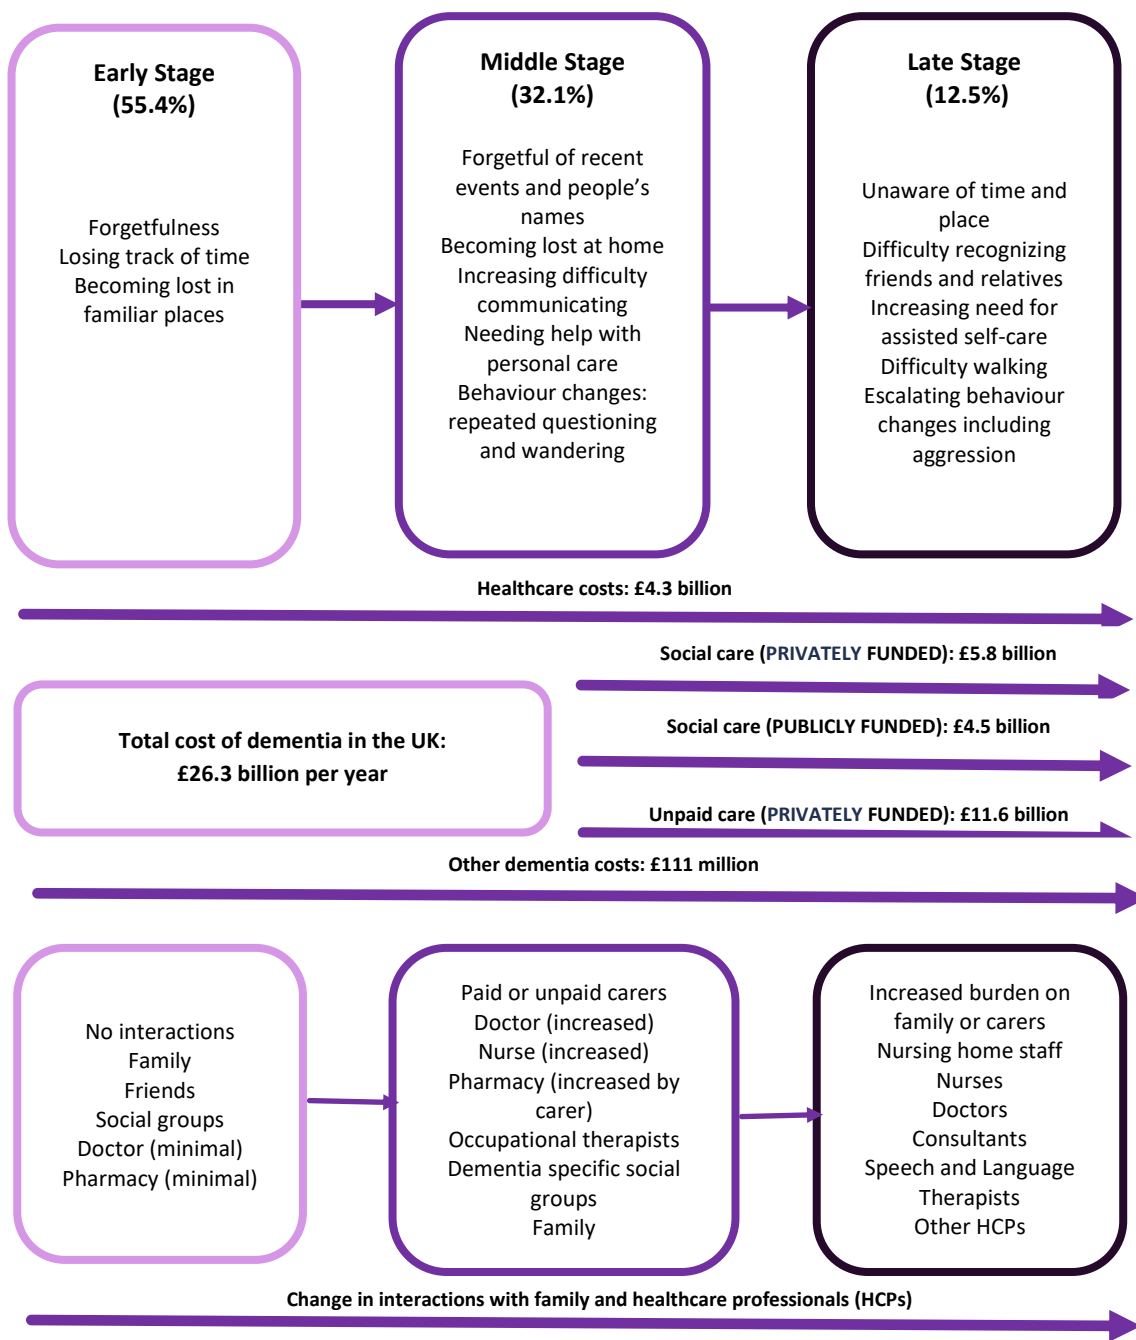 Early Stage
(55.4%)
Forgetfulness
Losing track of time
Becoming lost in
familiar places
Middle Stage
(32.1%)
Forgetful of recent
events and people’s
names
Becoming lost at home
Increasing difficulty
communicating
Needing help with
personal care
Behaviour changes:
repeated questioning
and wandering
Late Stage
(12.5%)
Unaware of time and
place
Difficulty recognizing
friends and relatives
Increasing need for
assisted self-care
Difficulty walking
Escalating behaviour
changes including
aggression
Healthcare costs: £4.3 billion
Social care (PRIVATELY FUNDED): £5.8 billion
Total cost of dementia in the UK:
£26.3 billion per year
Social care (PUBLICLY FUNDED): £4.5 billion
Unpaid care (PRIVATELY FUNDED): £11.6 billion
Other dementia costs: £111 million
No interactions
Family
Friends
Social groups
Doctor (minimal)
Pharmacy (minimal)
Paid or unpaid carers
Doctor (increased)
Nurse (increased)
Pharmacy (increased by
carer)
Occupational therapists
Dementia specific social
groups
Family
Increased burden on
family or carers
Nursing home staff
Nurses
Doctors
Consultants
Speech and Language
Therapists
Other HCPs
Change in interactions with family and healthcare professionals (HCPs)